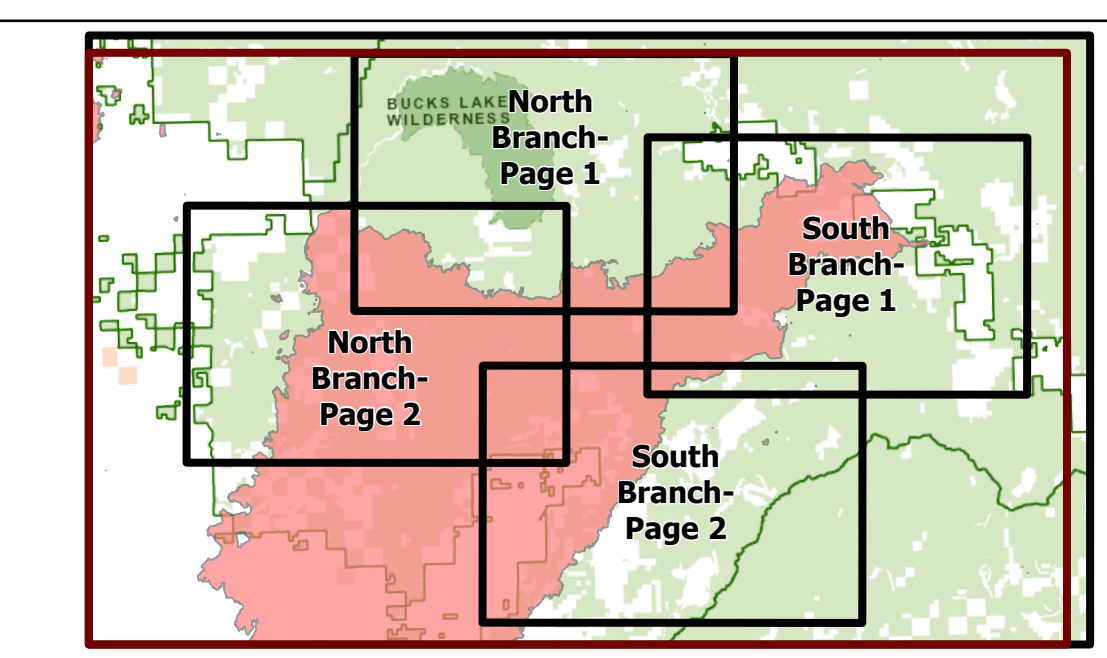 BUCKS LAKE
WILDERNESS
North
Branch-
Page 1
South
Branch-
Page 1
North
Branch-
Page 2
South
Branch-
Page 2